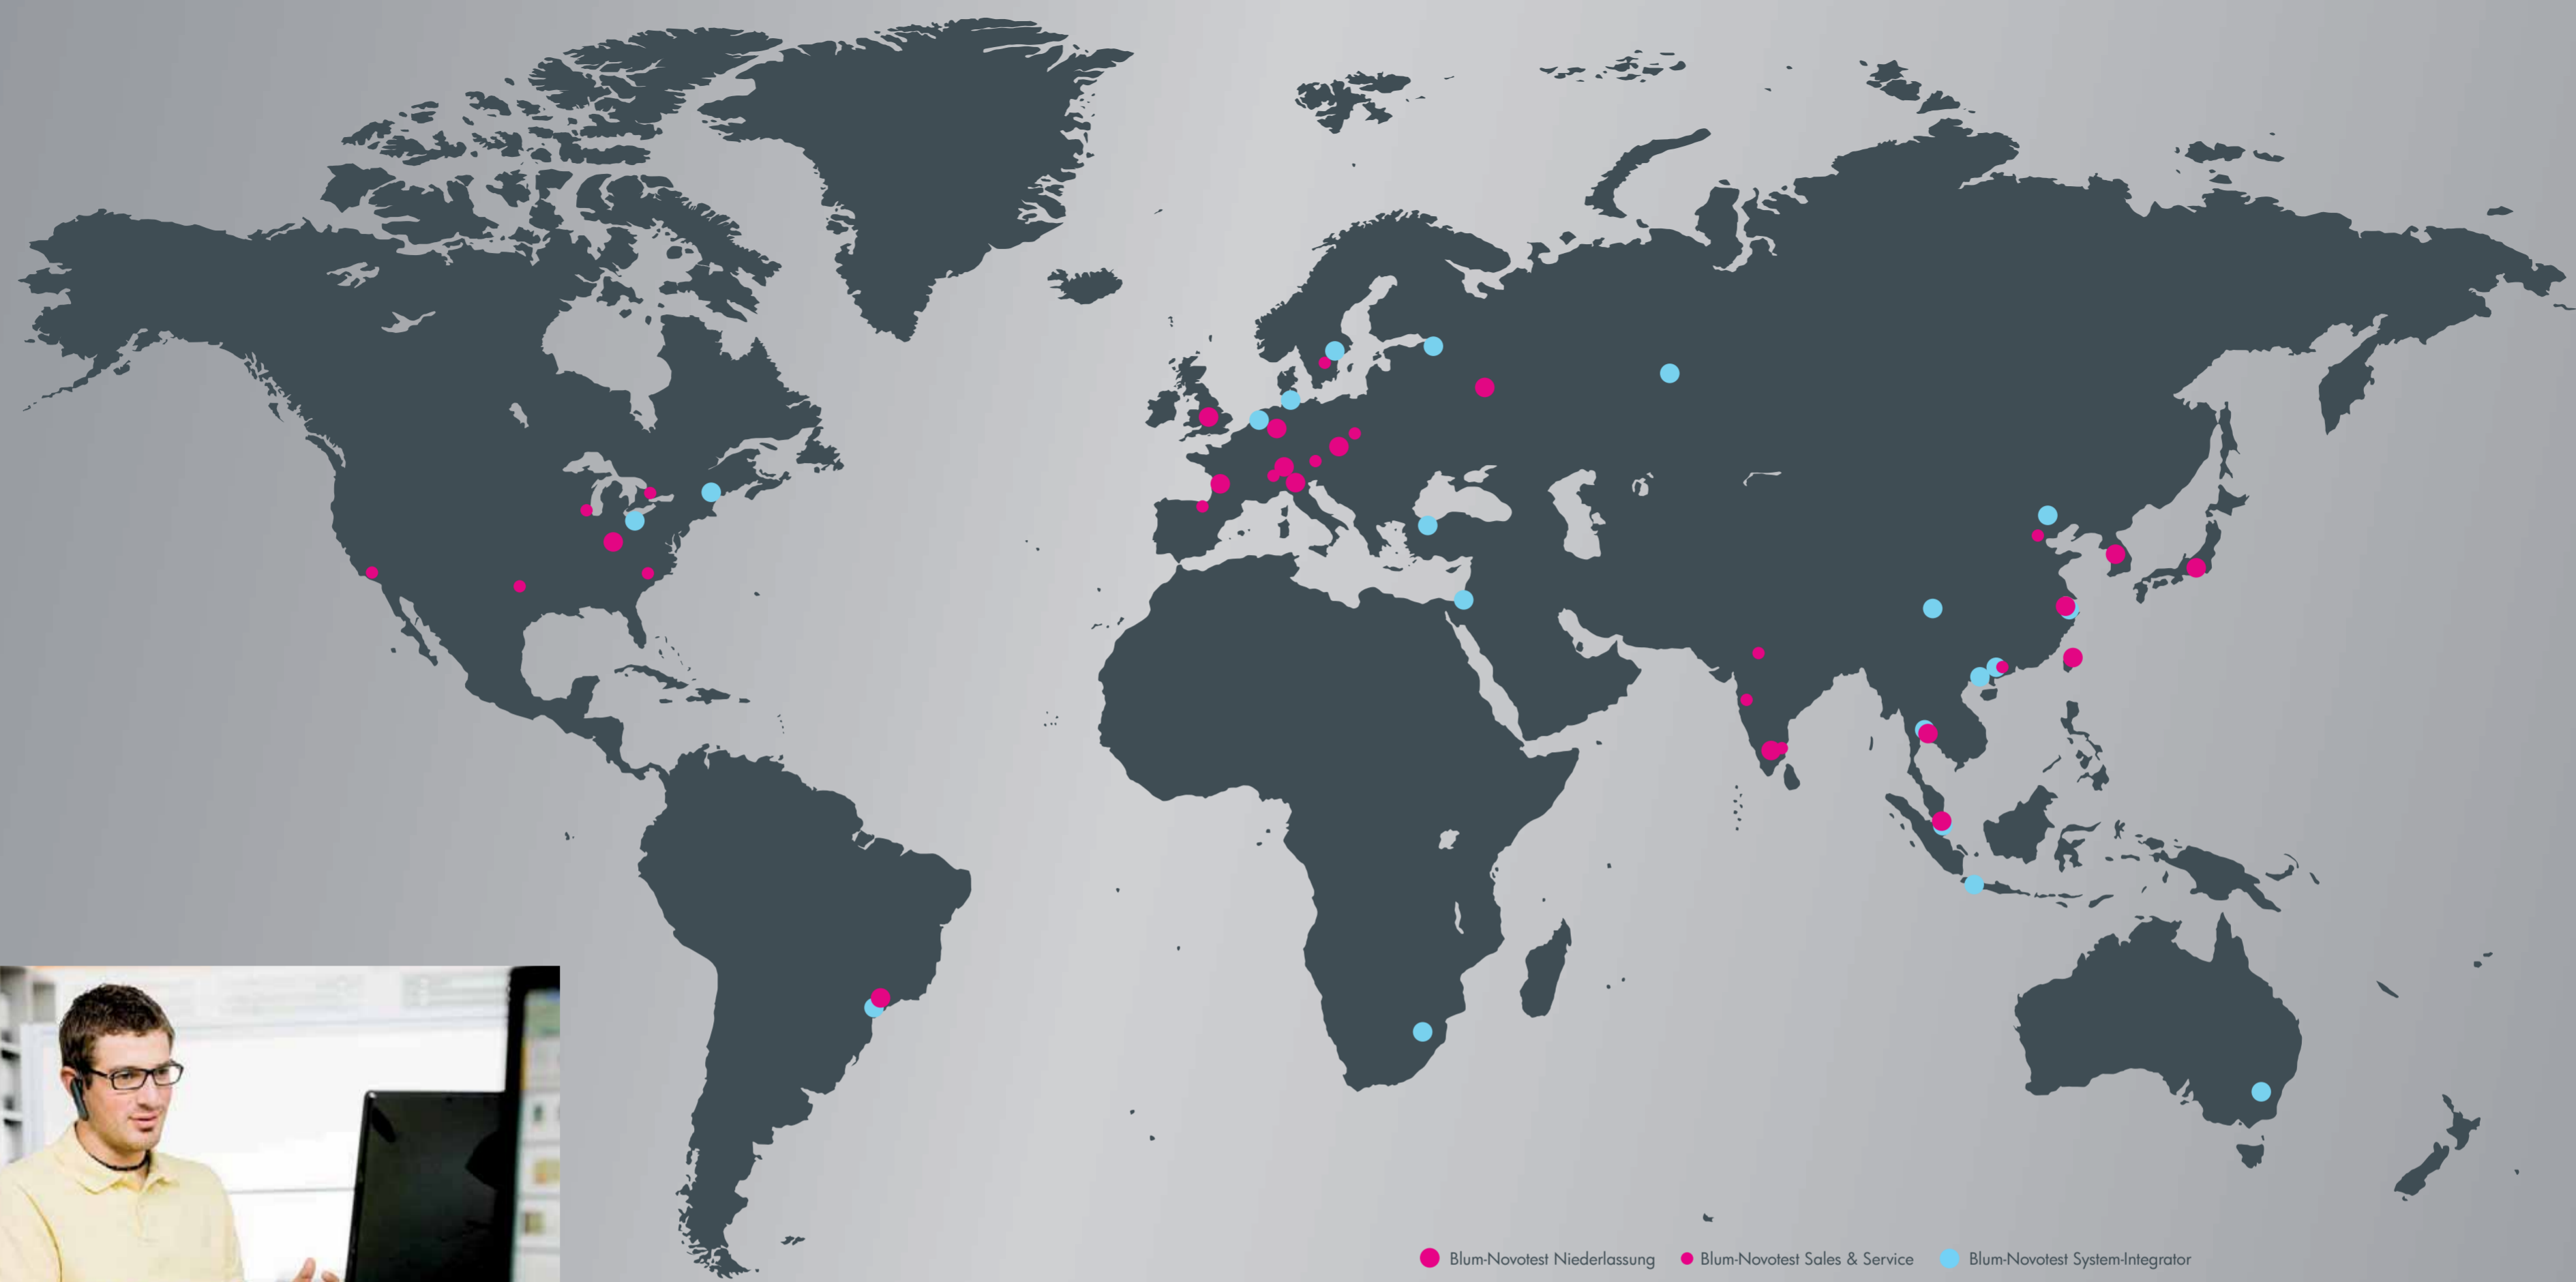 Blum-Novotest Niederlassung
Blum-Novotest Sales & Service
Blum-Novotest System-Integrator